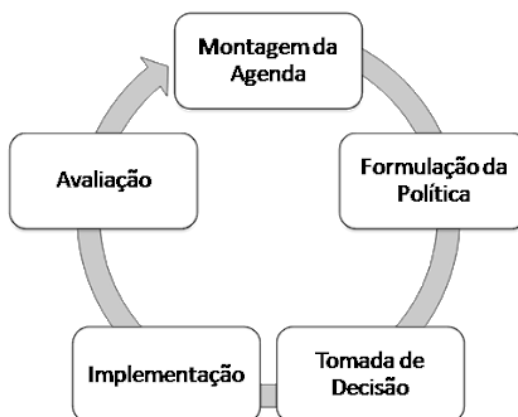 Montagem da
Agenda
Formulação da
Política
Tomada de
Decisão
Implementação
Avaliação